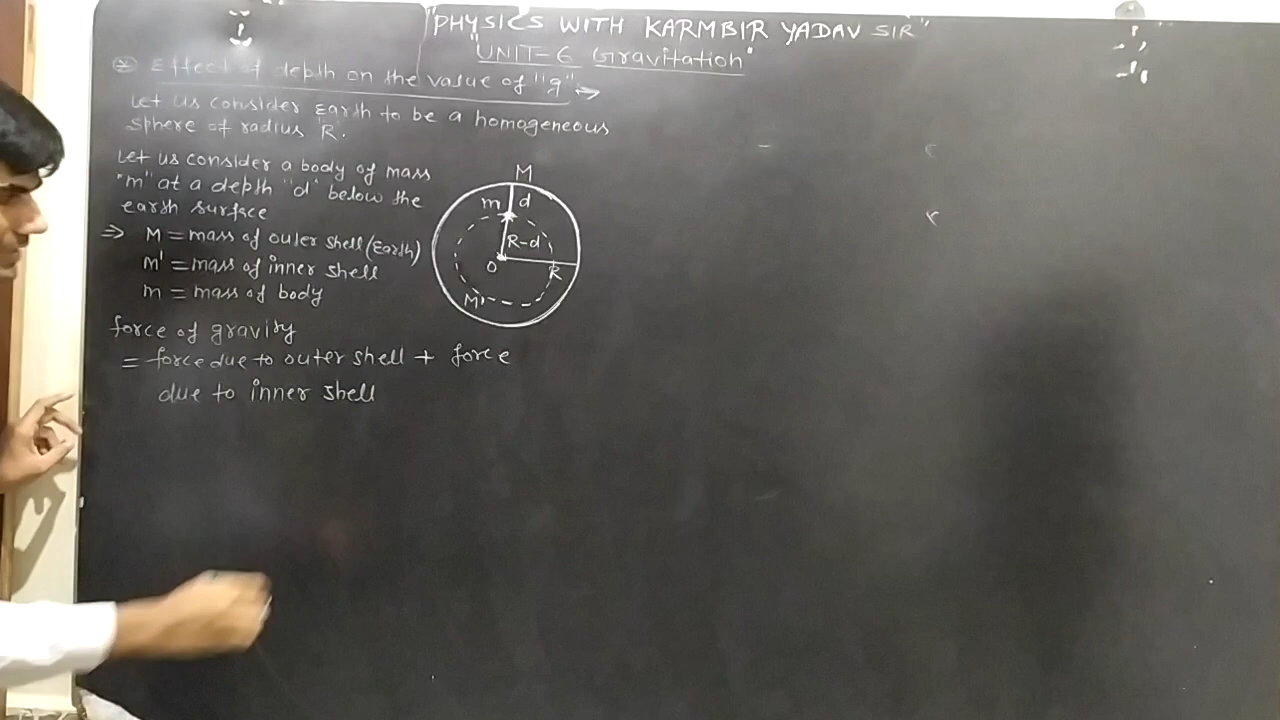 "PHYSICS WITH KARMBIR YADAV SIR"
"UNIT-6 Gravitation"
Effect of depth on the value of "g" →
Let us consider Earth to be a homogeneous
sphere of radius 'R'.
Let us consider a body of mass
"m" at a depth "d" below the
earth surface
⇒ M = mass of outer shell (Earth)
M' = mass of inner shell
m = mass of body
force of gravity
= force due to outer shell + force
due to inner shell
M
m d
R-d
O
R
M'